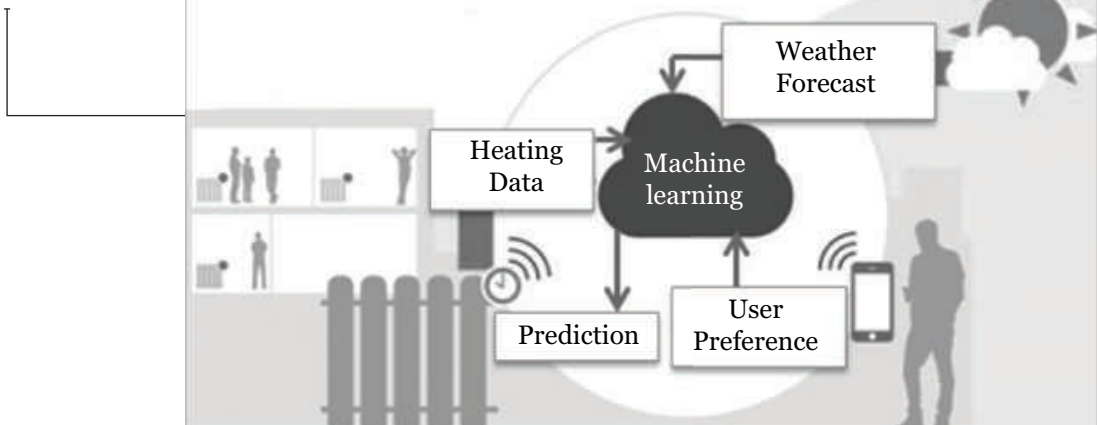 Weather
Forecast
Heating
Data
Machine
learning
Prediction
User
Preference